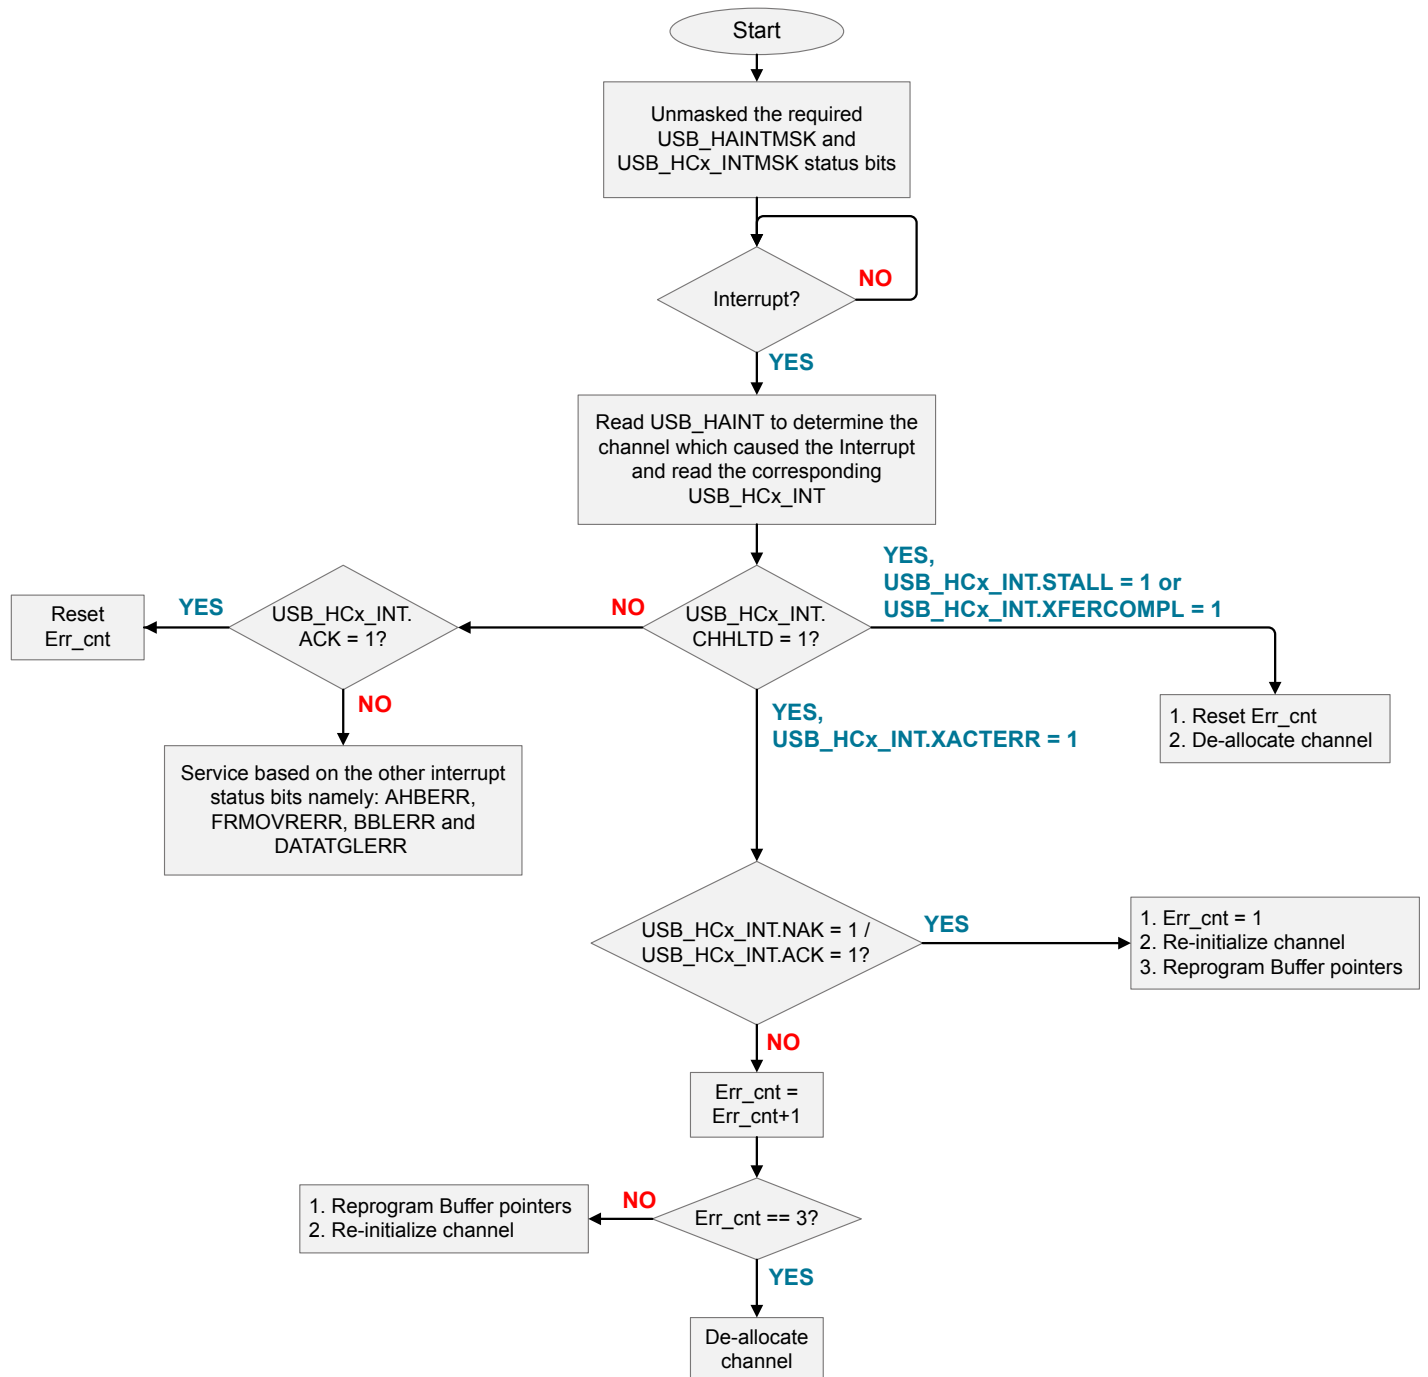 Start
Unmasked the required
USB_HAINTMSK and
USB_HCx_INTMSK status bits
Interrupt?
NO
YES
Read USB_HAINT to determine the
channel which caused the Interrupt
and read the corresponding
USB_HCx_INT
YES,
USB_HCx_INT.STALL = 1 or
USB_HCx_INT.XFERCOMPL = 1
Reset
Err_cnt
YES
USB_HCx_INT.
ACK = 1?
NO
USB_HCx_INT.
CHHLTD = 1?
NO
YES,
USB_HCx_INT.XACTERR = 1
1. Reset Err_cnt
2. De-allocate channel
Service based on the other interrupt
status bits namely: AHBERR,
FRMOVRERR, BBLERR and
DATATGLERR
USB_HCx_INT.NAK = 1 /
USB_HCx_INT.ACK = 1?
YES
1. Err_cnt = 1
2. Re-initialize channel
3. Reprogram Buffer pointers
NO
Err_cnt =
Err_cnt+1
1. Reprogram Buffer pointers
2. Re-initialize channel
NO
Err_cnt == 3?
YES
De-allocate
channel